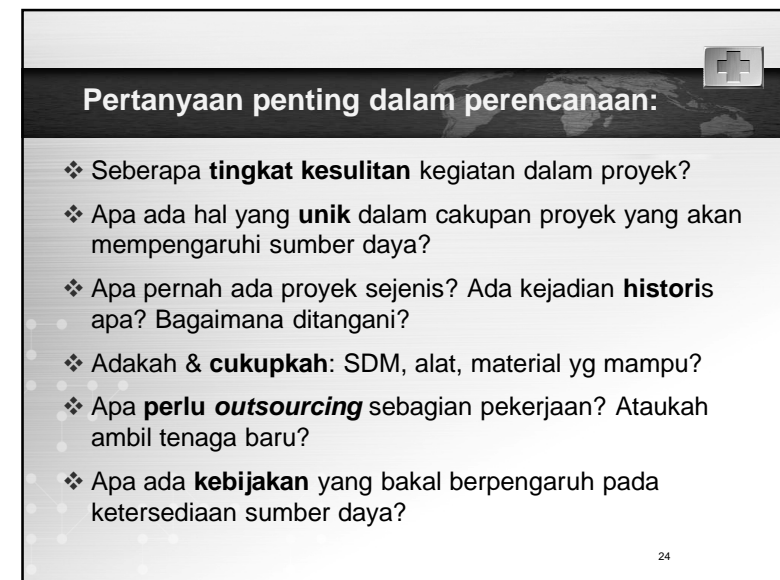 Pertanyaan penting dalam perencanaan:
Seberapa tingkat kesulitan kegiatan dalam proyek?
Apa ada hal yang unik dalam cakupan proyek yang akan
mempengaruhi sumber daya?
Apa pernah ada proyek sejenis? Ada kejadian historis
apa? Bagaimana ditangani?
Adakah & cukupkah: SDM, alat, material yg mampu?
Apa perlu outsourcing sebagian pekerjaan? Ataukah
ambil tenaga baru?
Apa ada kebijakan yang bakal berpengaruh pada
ketersediaan sumber daya?
24